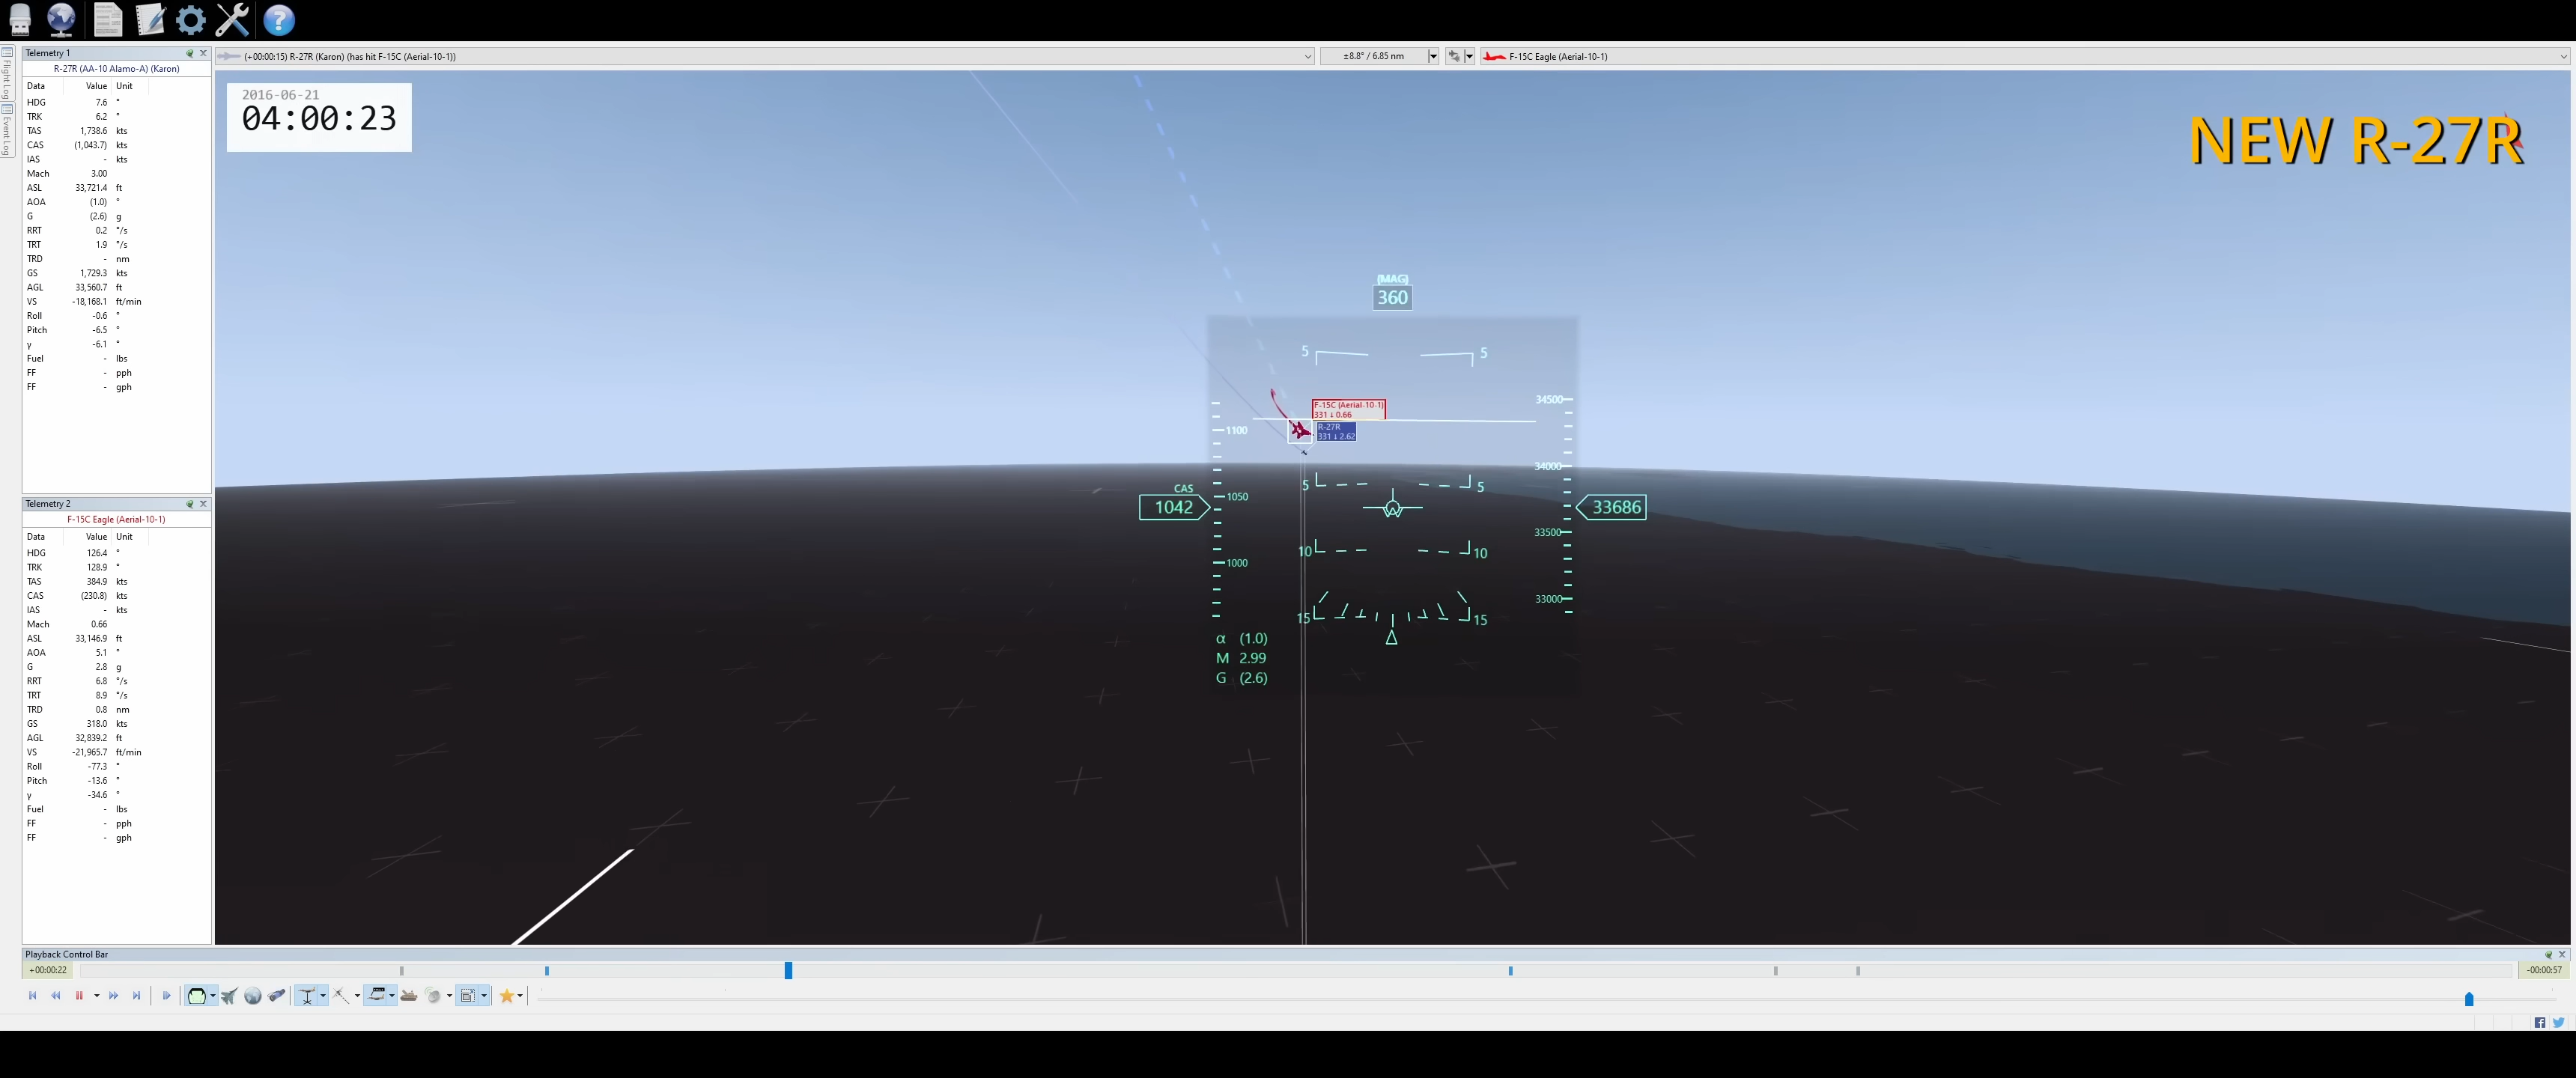 Telemetry 1
R-27R (AA-10 Alamo-A) (Karon)
Data Value Unit
HDG 7.6 °
TRK 6.2 °
TAS 1,738.6 kts
CAS (1,043.7) kts
IAS - kts
Mach 3.00
ASL 33,721.4 ft
AOA (1.0) °
G (2.6) g
RRT 0.2 °/s
TRT 1.9 °/s
TRD - nm
GS 1,729.3 kts
AGL 33,560.7 ft
VS -18,168.1 ft/min
Roll -0.6 °
Pitch -6.5 °
γ -6.1 °
Fuel - lbs
FF - pph
FF - gph
Flight Log
Event Log
Telemetry 2
F-15C Eagle (Aerial-10-1)
Data Value Unit
HDG 126.4 °
TRK 128.9 °
TAS 384.9 kts
CAS (230.8) kts
IAS - kts
Mach 0.66
ASL 33,146.9 ft
AOA 5.1 °
G 2.8 g
RRT 6.8 °/s
TRT 8.9 °/s
TRD 0.8 nm
GS 318.0 kts
AGL 32,839.2 ft
VS -21,965.7 ft/min
Roll -77.3 °
Pitch -13.6 °
γ -34.6 °
Fuel - lbs
FF - pph
FF - gph
(+00:00:15) R-27R (Karon) (has hit F-15C (Aerial-10-1))
±8.8° / 6.85 nm
F-15C Eagle (Aerial-10-1)
2016-06-21
04:00:23
NEW R-27R
(MAG)
360
5 5
F-15C (Aerial-10-1)
331 ↓ 0.66
R-27R
331 ↓ 2.62
34500
1100
34000
5 5
CAS
1050
1042
33686
33500
10 10
1000
33000
15 15
α (1.0)
M 2.99
G (2.6)
Playback Control Bar
+00:00:22
-00:00:57